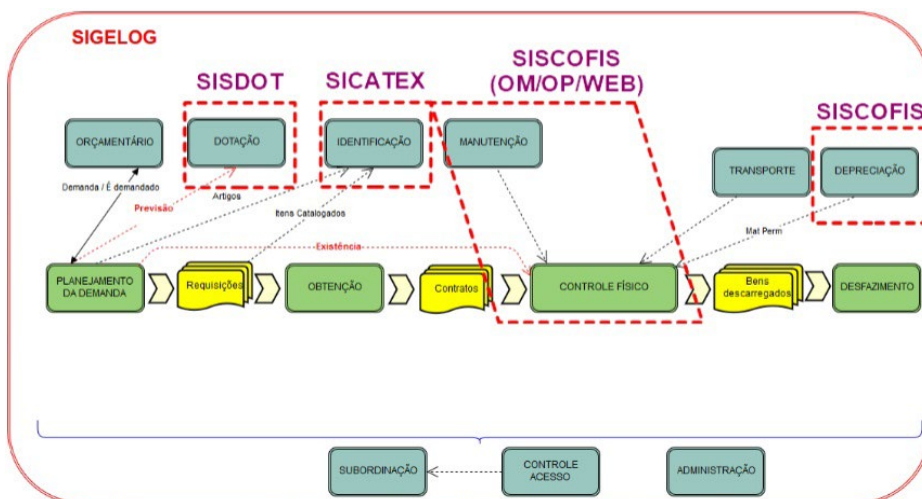 SIGELOG
SISDOT
SICATEX
SISCOFIS
(OM/OP/WEB)
SISCOFIS
ORÇAMENTÁRIO
DOTAÇÃO
IDENTIFICAÇÃO
MANUTENÇÃO
TRANSPORTE
DEPRECIAÇÃO
Demanda / É demandado
Previsão
Artigos
Itens Catalogados
Existência
Mat Perm
PLANEJAMENTO
DA DEMANDA
Requisições
OBTENÇÃO
Contratos
CONTROLE FÍSICO
Bens
descarregados
DESFAZIMENTO
SUBORDINAÇÃO
CONTROLE
ACESSO
ADMINISTRAÇÃO